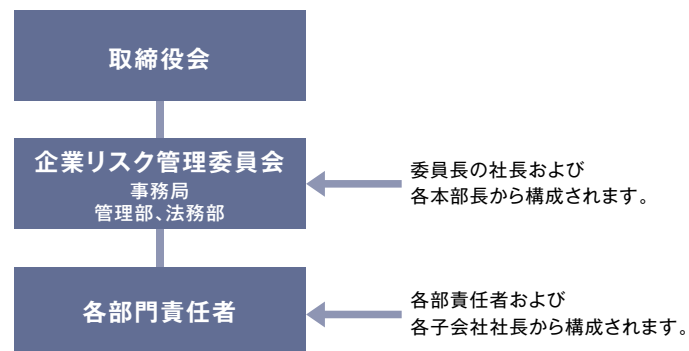 取締役会
企業リスク管理委員会
事務局
管理部、法務部
委員長の社長および
各本部長から構成されます。
各部門責任者
各部責任者および
各子会社社長から構成されます。